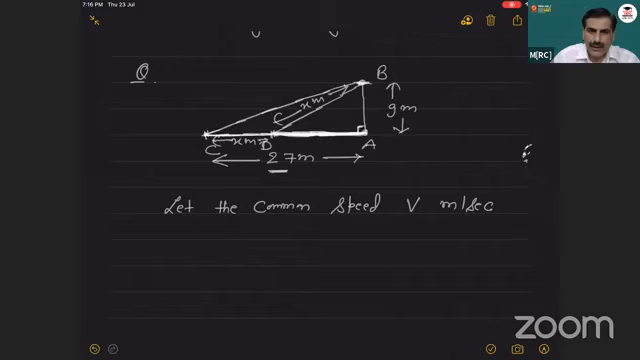 7:16 PM Thu 23 Jul
M[RC]
Q.
B
x m
9 m
x m
C
D
A
27 m
Let the Common Speed V m/sec
zoom